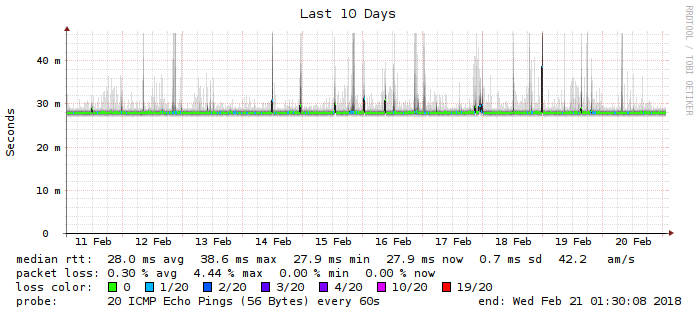 Last 10 Days
RRDTOOL / TOBI OETIKER
Seconds
40 m
30 m
20 m
10 m
0
11 Feb 12 Feb 13 Feb 14 Feb 15 Feb 16 Feb 17 Feb 18 Feb 19 Feb 20 Feb
median rtt: 28.0 ms avg 38.6 ms max 27.9 ms min 27.9 ms now 0.7 ms sd 42.2 am/s
packet loss: 0.30 % avg 4.44 % max 0.00 % min 0.00 % now
loss color: 0 1/20 2/20 3/20 4/20 10/20 19/20
probe: 20 ICMP Echo Pings (56 Bytes) every 60s end: Wed Feb 21 01:30:08 2018